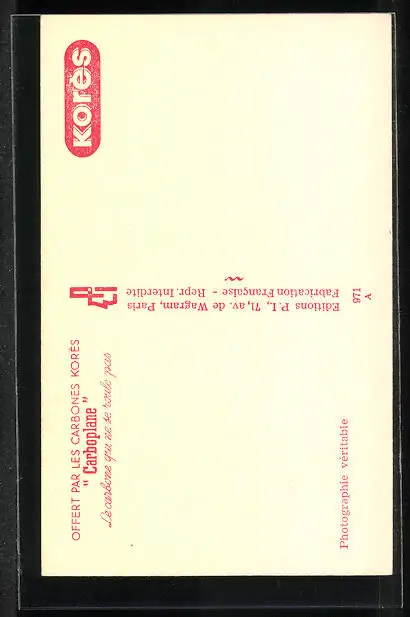 OFFERT PAR LES CARBONES KORÈS
" Carboplane "
Le carbone qui ne se roule pas
Korès
Editions P.I., 71, av. de Wagram, Paris
Fabrication Française - Repr. Interdite
971
A
Photographie véritable